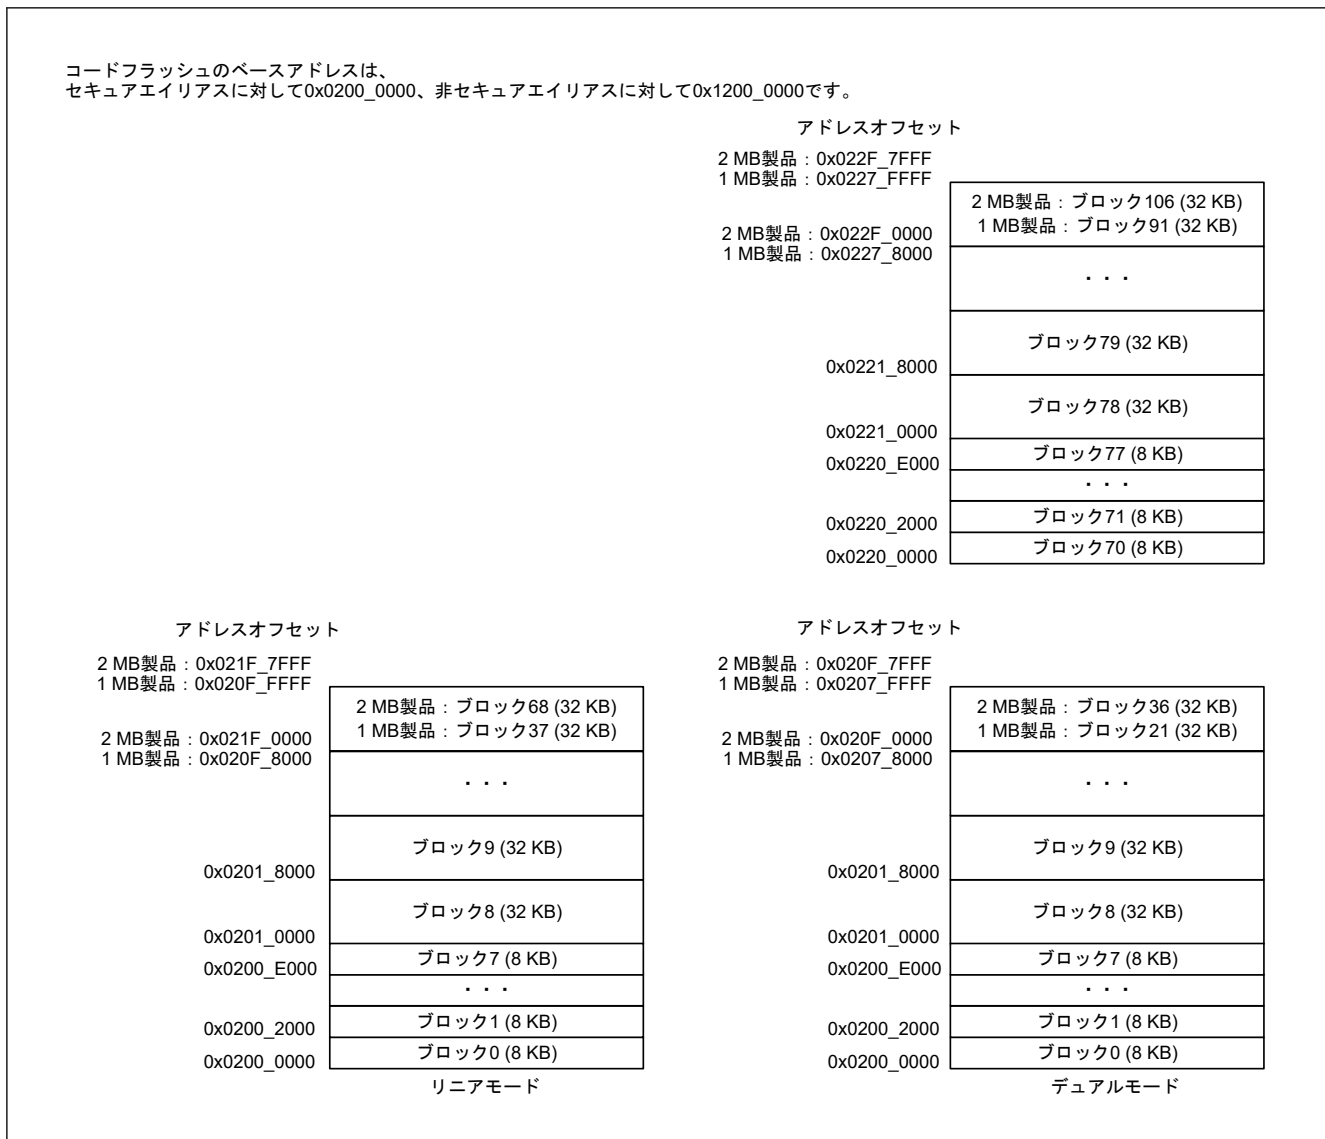 コードフラッシュのベースアドレスは、
セキュアエイリアスに対して0x0200_0000、非セキュアエイリアスに対して0x1200_0000です。
アドレスオフセット
2 MB製品：0x022F_7FFF
1 MB製品：0x0227_FFFF
2 MB製品：ブロック106 (32 KB)
1 MB製品：ブロック91 (32 KB)
2 MB製品：0x022F_0000
1 MB製品：0x0227_8000
・・・
ブロック79 (32 KB)
0x0221_8000
ブロック78 (32 KB)
0x0221_0000
ブロック77 (8 KB)
0x0220_E000
・・・
ブロック71 (8 KB)
0x0220_2000
ブロック70 (8 KB)
0x0220_0000
アドレスオフセット
2 MB製品：0x021F_7FFF
1 MB製品：0x020F_FFFF
2 MB製品：ブロック68 (32 KB)
1 MB製品：ブロック37 (32 KB)
2 MB製品：0x021F_0000
1 MB製品：0x020F_8000
・・・
ブロック9 (32 KB)
0x0201_8000
ブロック8 (32 KB)
0x0201_0000
ブロック7 (8 KB)
0x0200_E000
・・・
ブロック1 (8 KB)
0x0200_2000
ブロック0 (8 KB)
0x0200_0000
リニアモード
アドレスオフセット
2 MB製品：0x020F_7FFF
1 MB製品：0x0207_FFFF
2 MB製品：ブロック36 (32 KB)
1 MB製品：ブロック21 (32 KB)
2 MB製品：0x020F_0000
1 MB製品：0x0207_8000
・・・
ブロック9 (32 KB)
0x0201_8000
ブロック8 (32 KB)
0x0201_0000
ブロック7 (8 KB)
0x0200_E000
・・・
ブロック1 (8 KB)
0x0200_2000
ブロック0 (8 KB)
0x0200_0000
デュアルモード